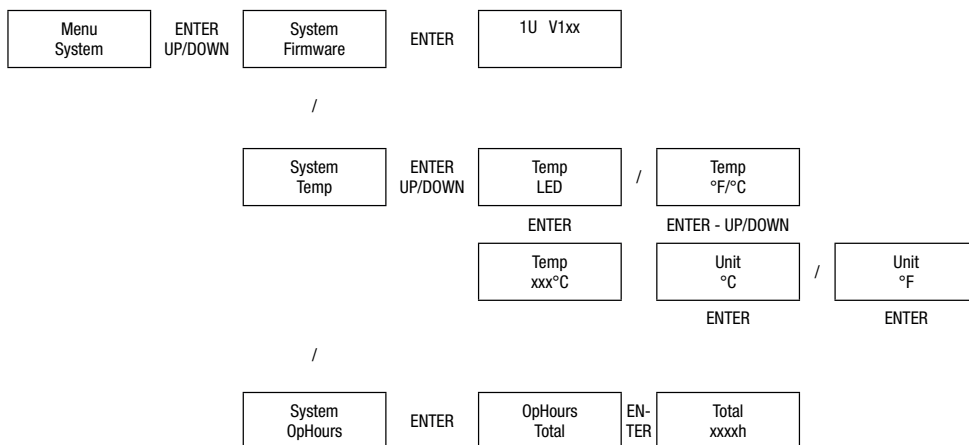 Menu
System
ENTER
UP/DOWN
System
Firmware
ENTER
1U V1xx
/
System
Temp
ENTER
UP/DOWN
Temp
LED
/
Temp
°F/°C
ENTER
ENTER - UP/DOWN
Temp
xxx°C
Unit
°C
/
Unit
°F
ENTER
ENTER
/
System
OpHours
ENTER
OpHours
Total
EN-
TER
Total
xxxxh